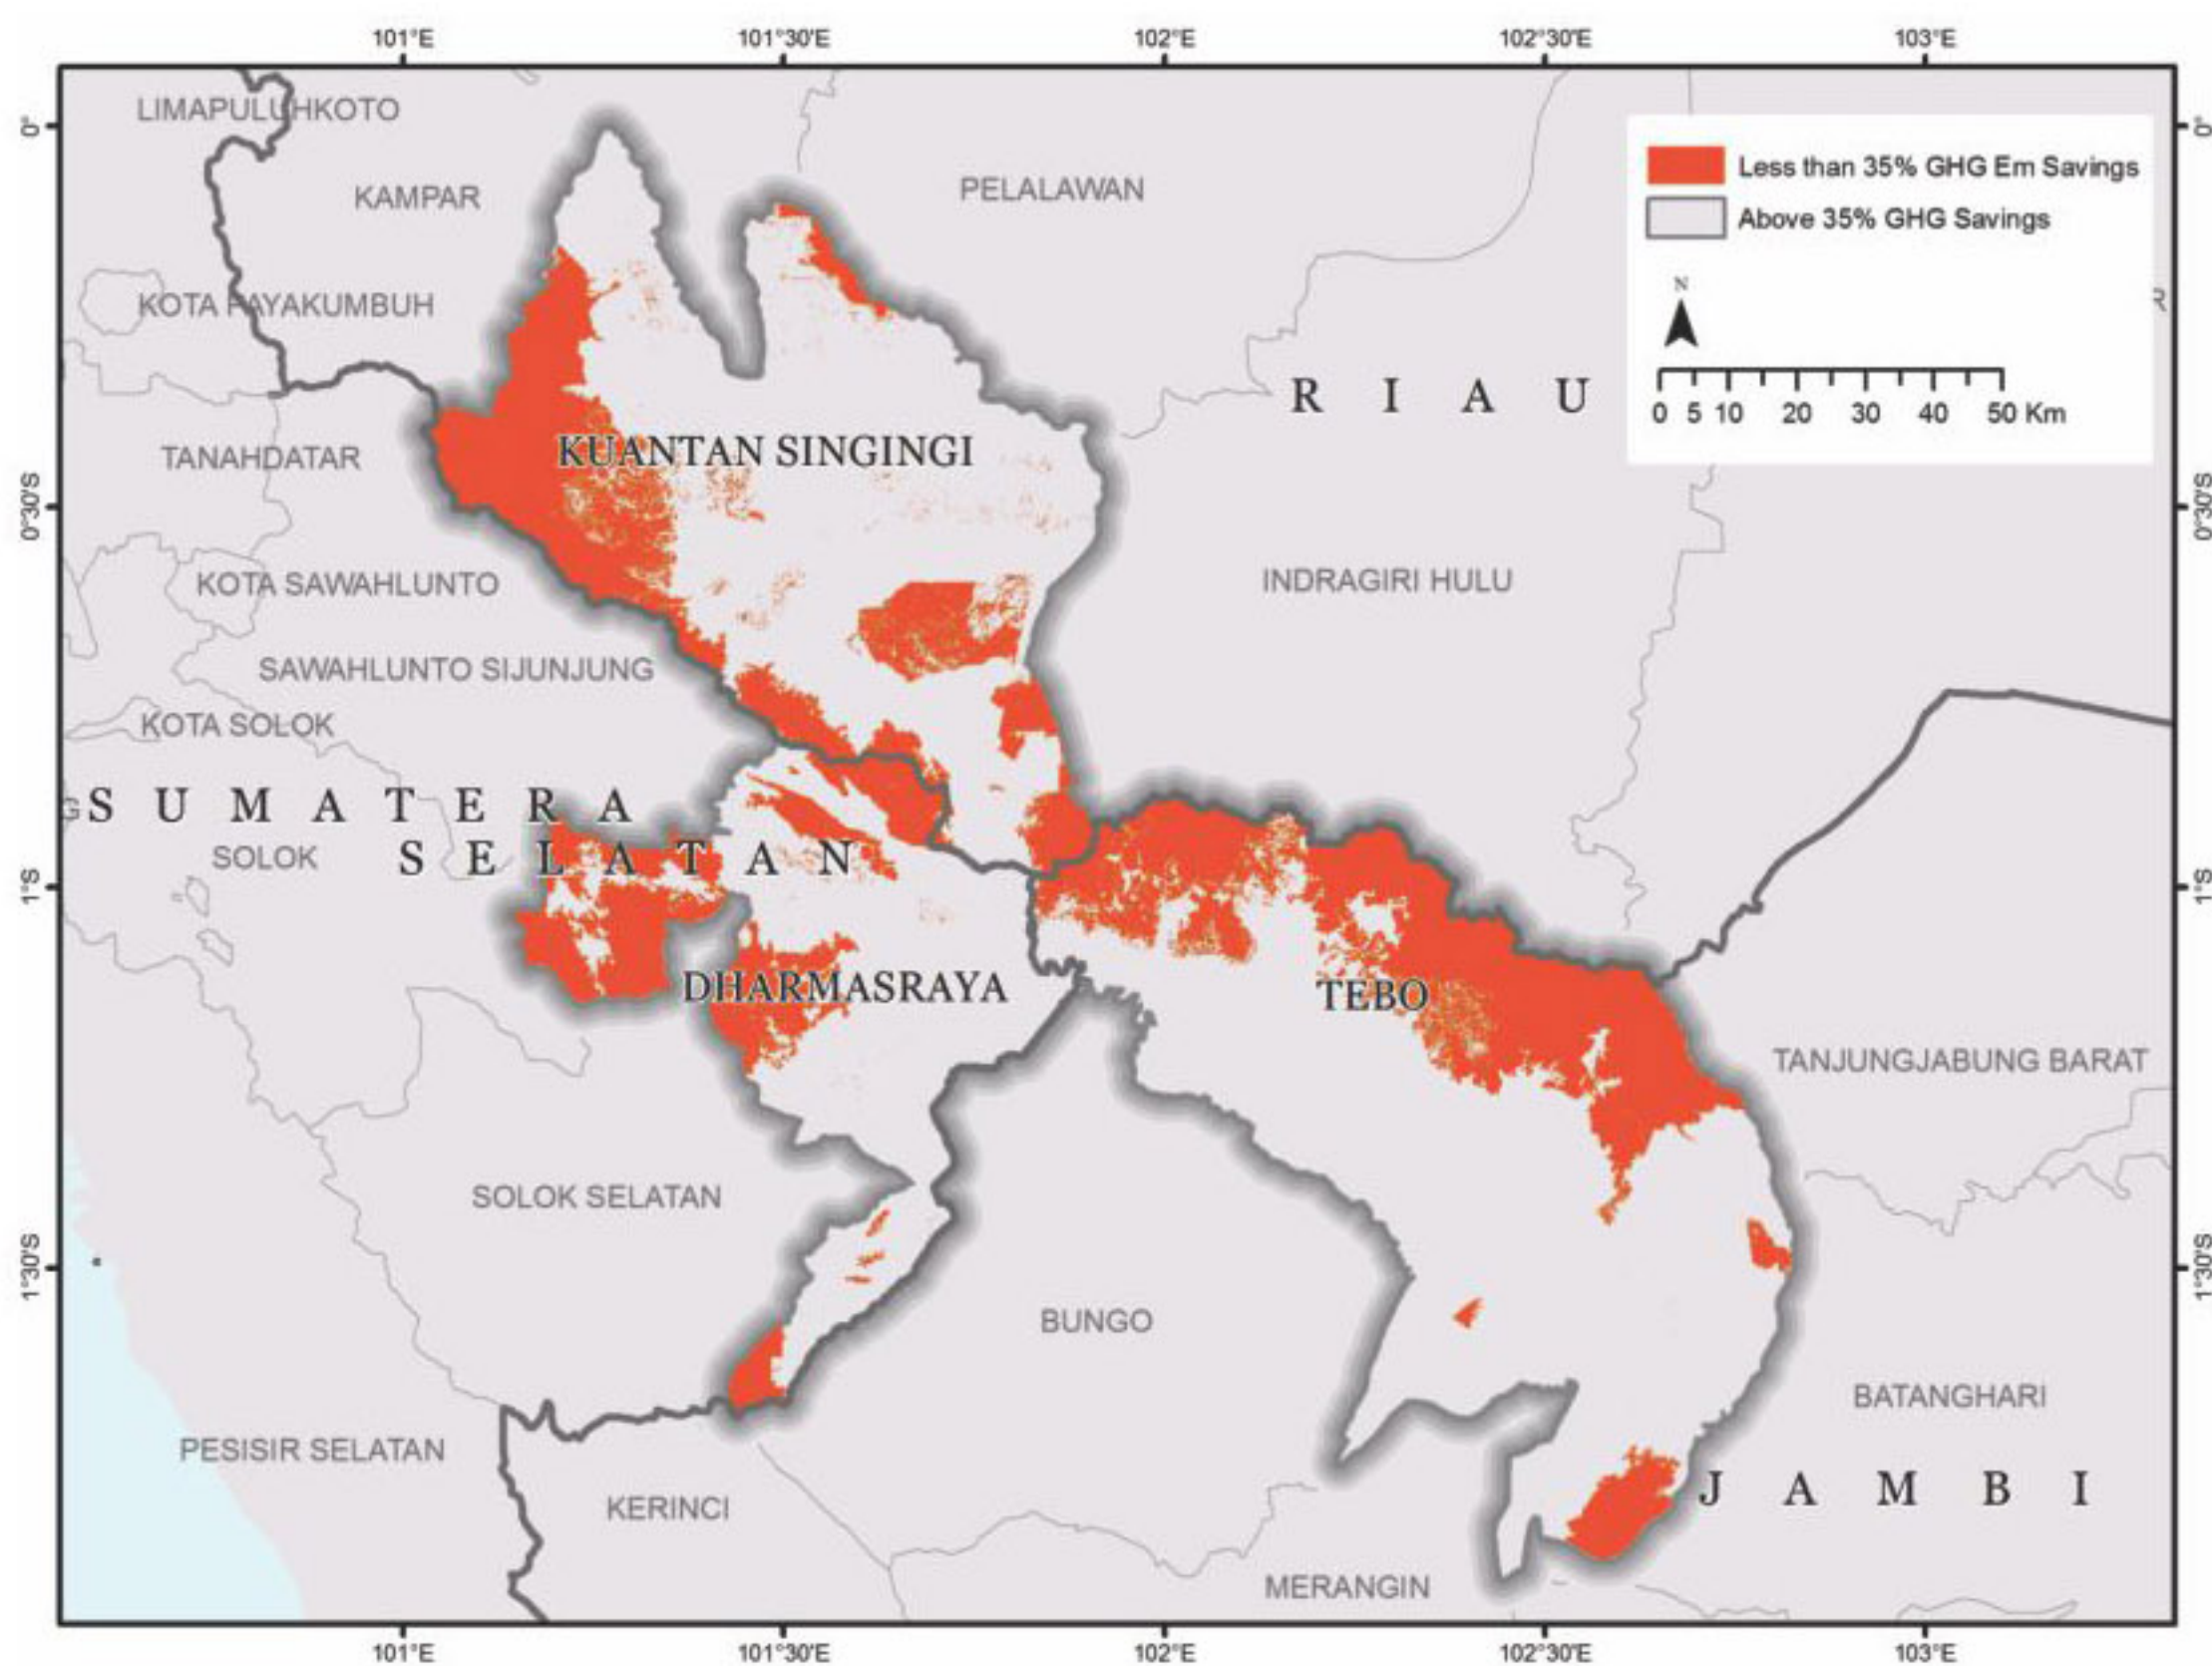 101°E 101°30'E 102°E 102°30'E 103°E
LIMAPULUHKOTO
0°
0°
KAMPAR
PELALAWAN
Less than 35% GHG Em Savings
Above 35% GHG Savings
N
0 5 10 20 30 40 50 Km
KOTA PAYAKUMBUH
R I A U
TANAHDATAR
KUANTAN SINGINGI
0°30'S
0°30'S
KOTA SAWAHLUNTO
INDRAGIRI HULU
SAWAHLUNTO SIJUNJUNG
KOTA SOLOK
SUMATERA
SELATAN
SOLOK
1°S
1°S
DHARMASRAYA
TEBO
TANJUNGJABUNG BARAT
SOLOK SELATAN
1°30'S
1°30'S
BUNGO
BATANGHARI
PESISIR SELATAN
KERINCI
J A M B I
MERANGIN
101°E 101°30'E 102°E 102°30'E 103°E